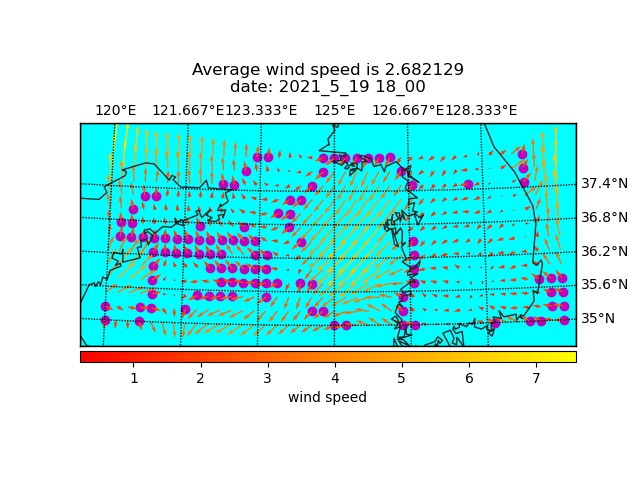 Average wind speed is 2.682129
date: 2021_5_19 18_00
120°E 121.667°E 123.333°E 125°E 126.667°E 128.333°E
37.4°N
36.8°N
36.2°N
35.6°N
35°N
1 2 3 4 5 6 7
wind speed